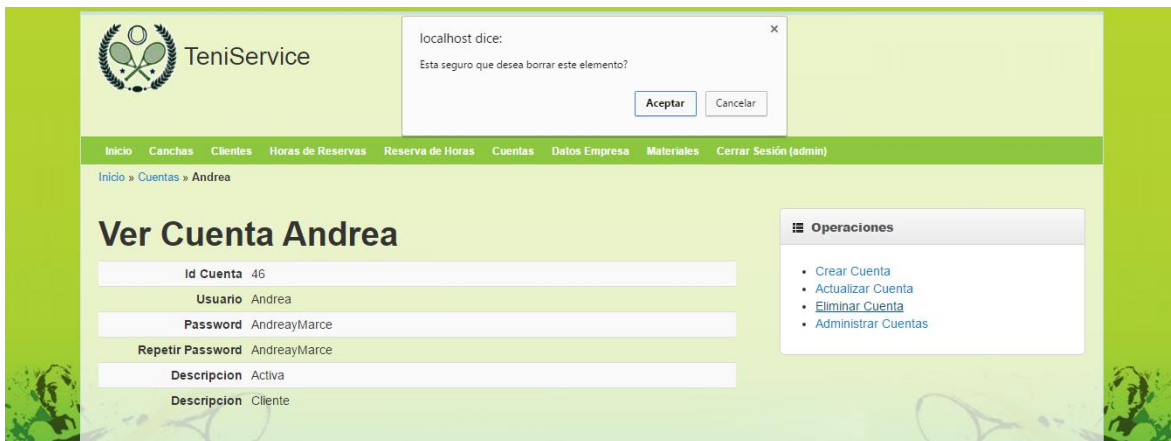 TeniService
localhost dice:
Esta seguro que desea borrar este elemento?
Aceptar Cancelar
Inicio Canchas Clientes Horas de Reservas Reserva de Horas Cuentas Datos Empresa Materiales Cerrar Sesión (admin)
Inicio » Cuentas » Andrea
Ver Cuenta Andrea
Id Cuenta 46
Usuario Andrea
Password AndreayMarce
Repetir Password AndreayMarce
Descripcion Activa
Descripcion Cliente
Operaciones
Crear Cuenta
Actualizar Cuenta
Eliminar Cuenta
Administrar Cuentas